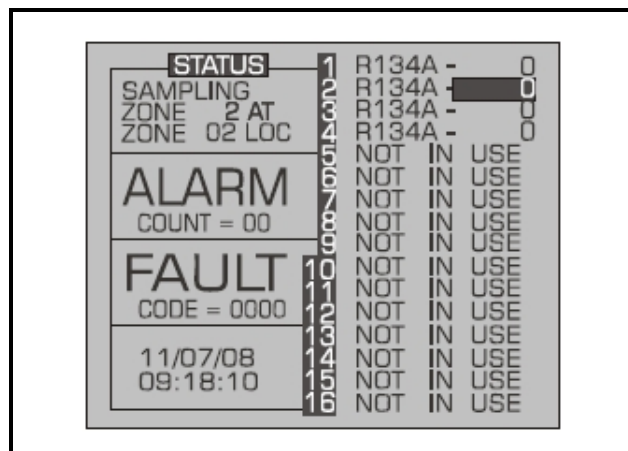 STATUS
SAMPLING
ZONE 2 AT
ZONE 02 LOC
ALARM
COUNT = 00
FAULT
CODE = 0000
11/07/08
09:18:10
1 R134A - 0
2 R134A - 0
3 R134A - 0
4 R134A - 0
5 NOT IN USE
6 NOT IN USE
7 NOT IN USE
8 NOT IN USE
9 NOT IN USE
10 NOT IN USE
11 NOT IN USE
12 NOT IN USE
13 NOT IN USE
14 NOT IN USE
15 NOT IN USE
16 NOT IN USE